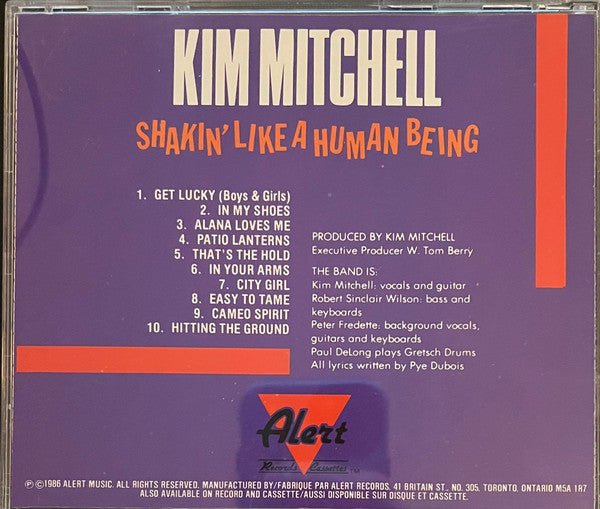 KIM MITCHELL
SHAKIN' LIKE A HUMAN BEING
1. GET LUCKY (Boys & Girls)
2. IN MY SHOES
3. ALANA LOVES ME
4. PATIO LANTERNS
5. THAT'S THE HOLD
6. IN YOUR ARMS
7. CITY GIRL
8. EASY TO TAME
9. CAMEO SPIRIT
10. HITTING THE GROUND
PRODUCED BY KIM MITCHELL
Executive Producer W. Tom Berry
THE BAND IS:
Kim Mitchell: vocals and guitar
Robert Sinclair Wilson: bass and
keyboards
Peter Fredette: background vocals,
guitars and keyboards
Paul DeLong plays Gretsch Drums
All lyrics written by Pye Dubois
Alert
Records Cassettes TM
℗©1986 ALERT MUSIC. ALL RIGHTS RESERVED. MANUFACTURED BY/FABRIQUE PAR ALERT RECORDS, 41 BRITAIN ST., NO. 305, TORONTO, ONTARIO M5A 1R7
ALSO AVAILABLE ON RECORD AND CASSETTE/AUSSI DISPONIBLE SUR DISQUE ET CASSETTE.